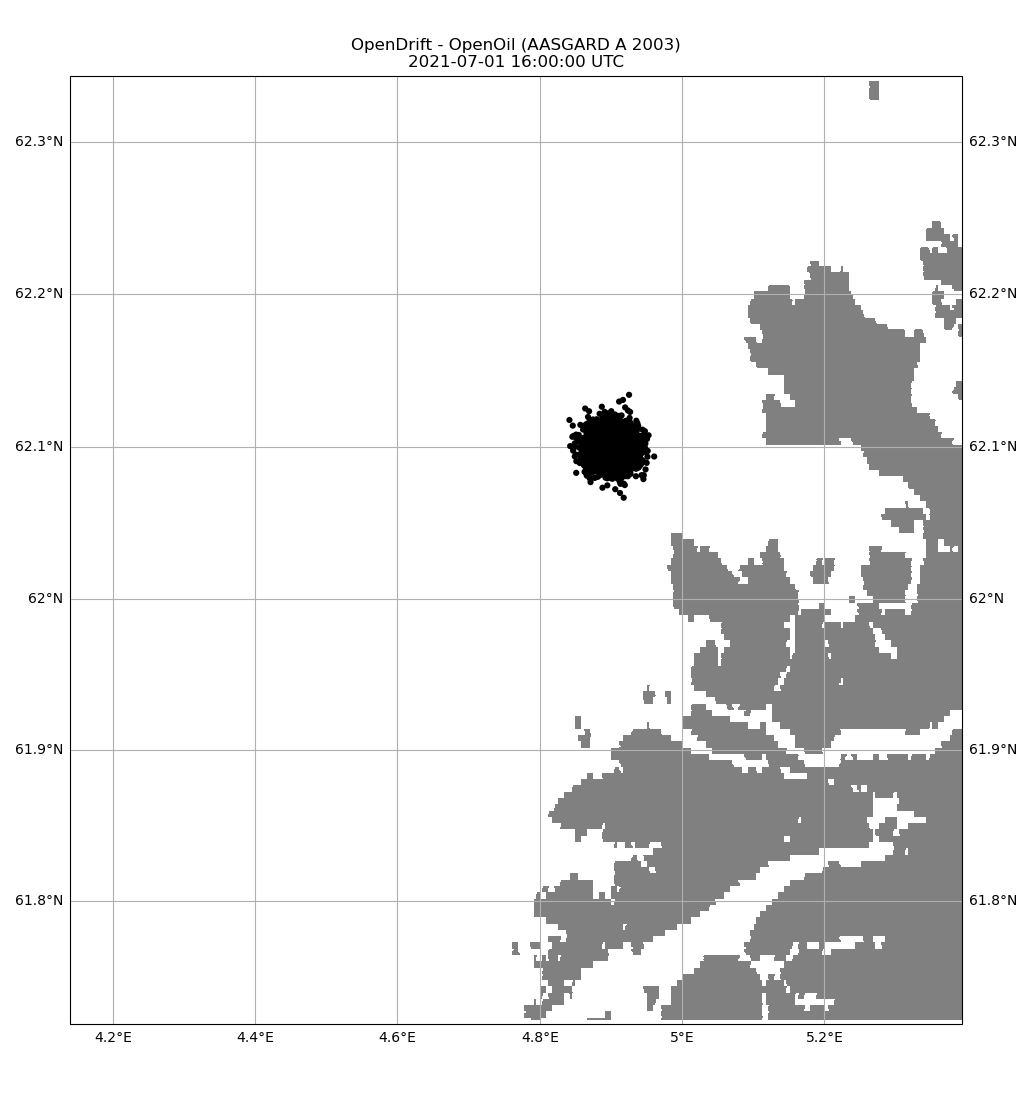 OpenDrift - OpenOil (AASGARD A 2003)
2021-07-01 16:00:00 UTC
62.3°N 62.3°N
62.2°N 62.2°N
62.1°N 62.1°N
62°N 62°N
61.9°N 61.9°N
61.8°N 61.8°N
4.2°E 4.4°E 4.6°E 4.8°E 5°E 5.2°E